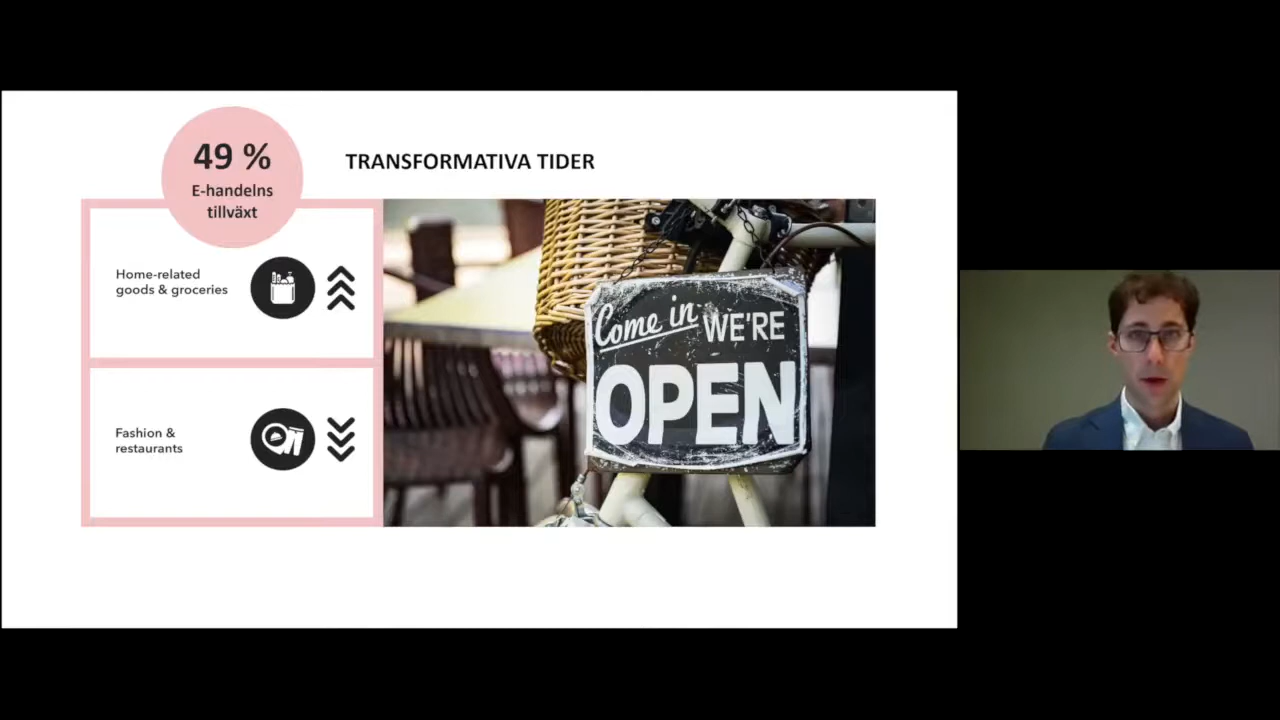 49 %
E-handelns
tillväxt
TRANSFORMATIVA TIDER
Home-related
goods & groceries
Fashion &
restaurants
Come in WE'RE
OPEN